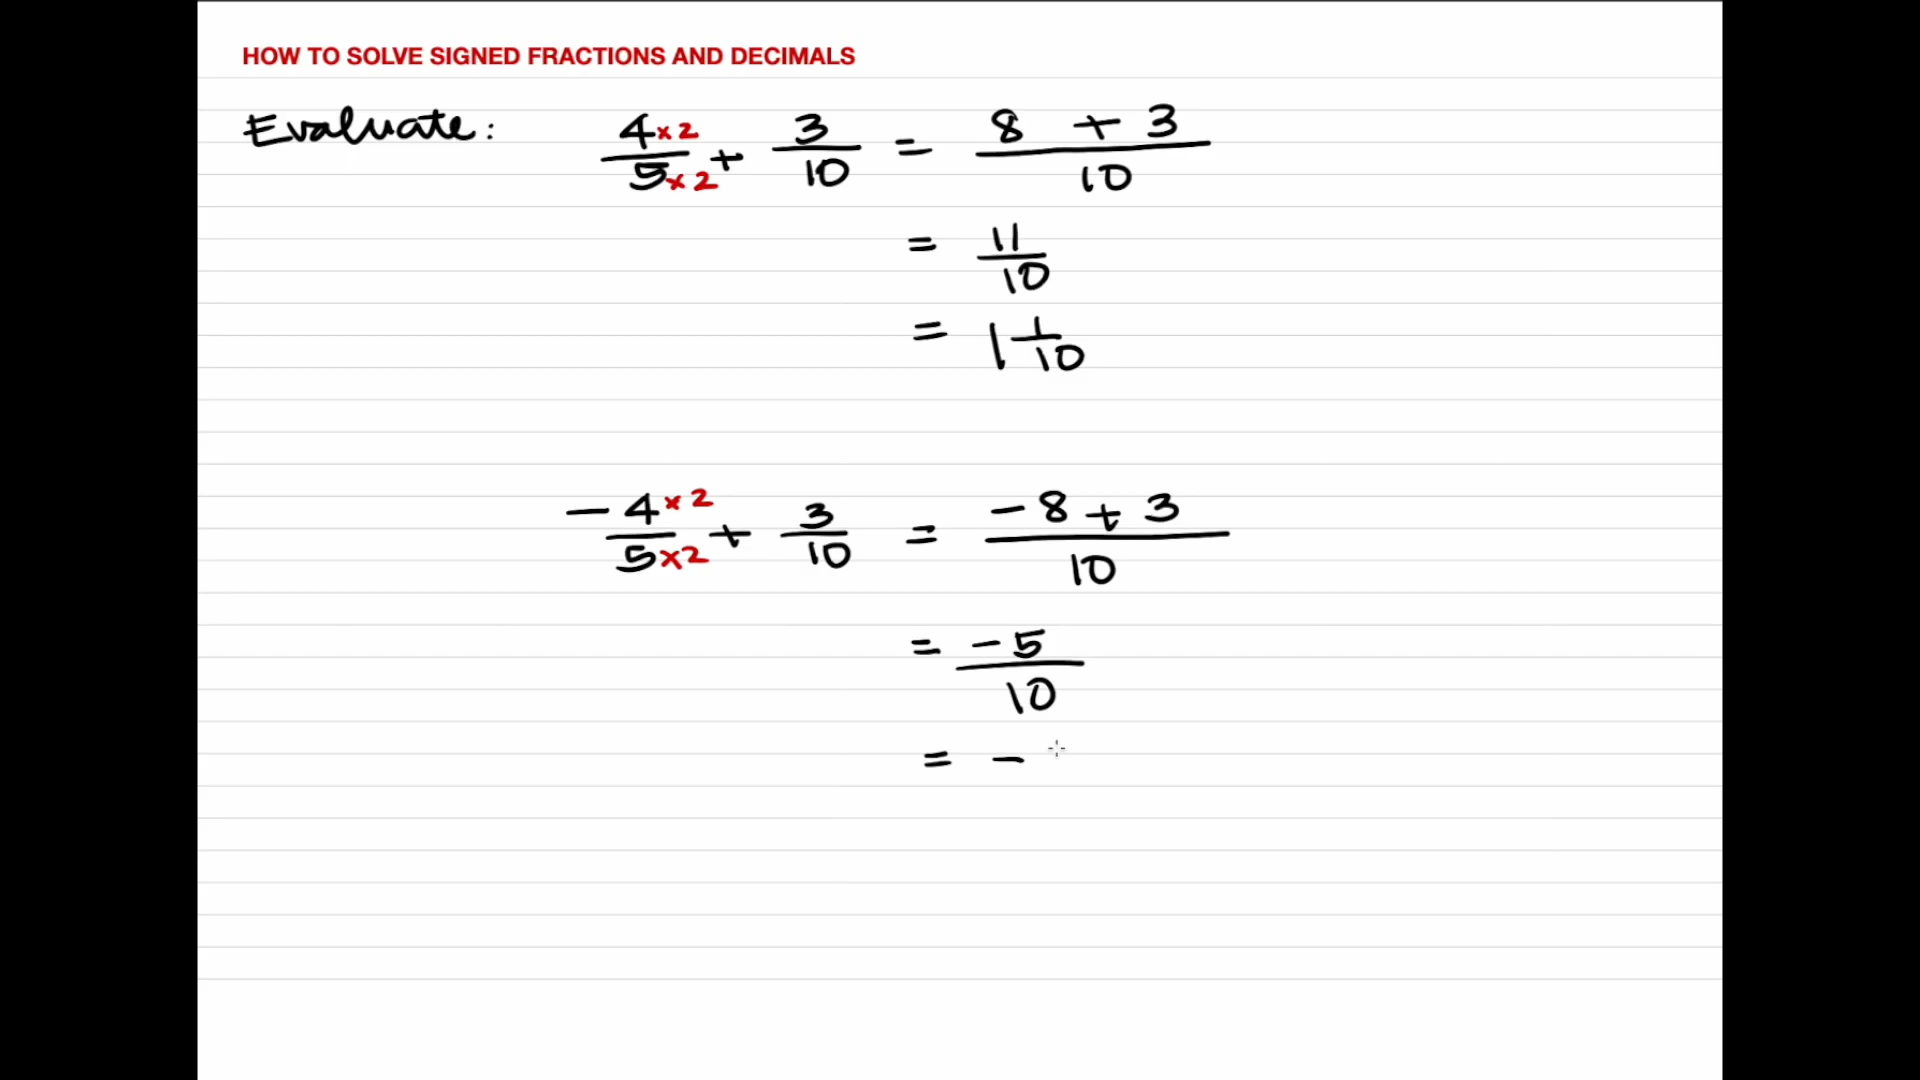 HOW TO SOLVE SIGNED FRACTIONS AND DECIMALS
Evaluate: 4×2/5×2 + 3/10 = 8 + 3/10
= 11/10
= 1 1/10
-4×2/5×2 + 3/10 = -8 + 3/10
= -5/10
= -